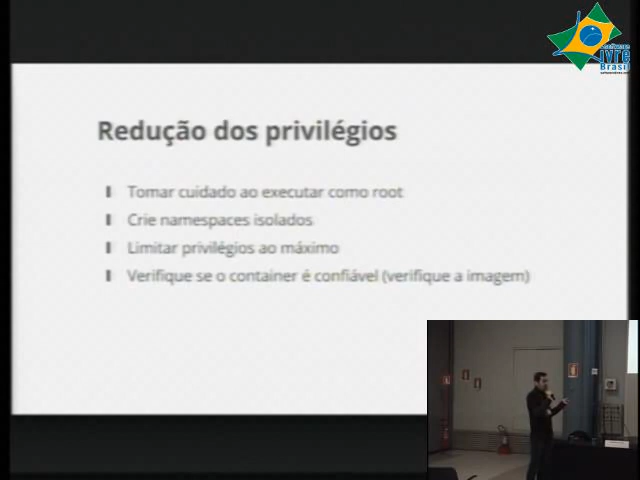 ivre
Brasil
Redução dos privilégios
Tomar cuidado ao executar como root
Crie namespaces isolados
Limitar privilégios ao máximo
Verifique se o container é confiável (verifique a imagem)